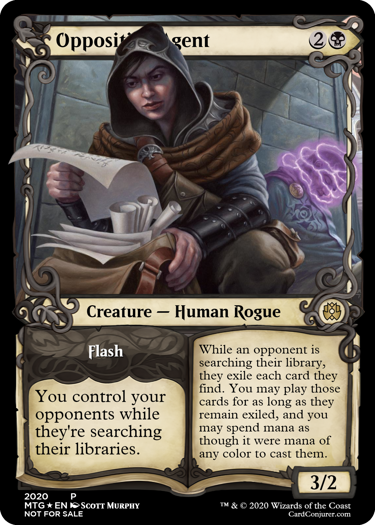 Opposition Agent
2
Creature — Human Rogue
Flash
You control your
opponents while
they're searching
their libraries.
While an opponent is
searching their library,
they exile each card they
find. You may play those
cards for as long as they
remain exiled, and you
may spend mana as
though it were mana of
any color to cast them.
3/2
2020 P
MTG ★ EN Scott Murphy
NOT FOR SALE
™ & © 2020 Wizards of the Coast
CardConjurer.com